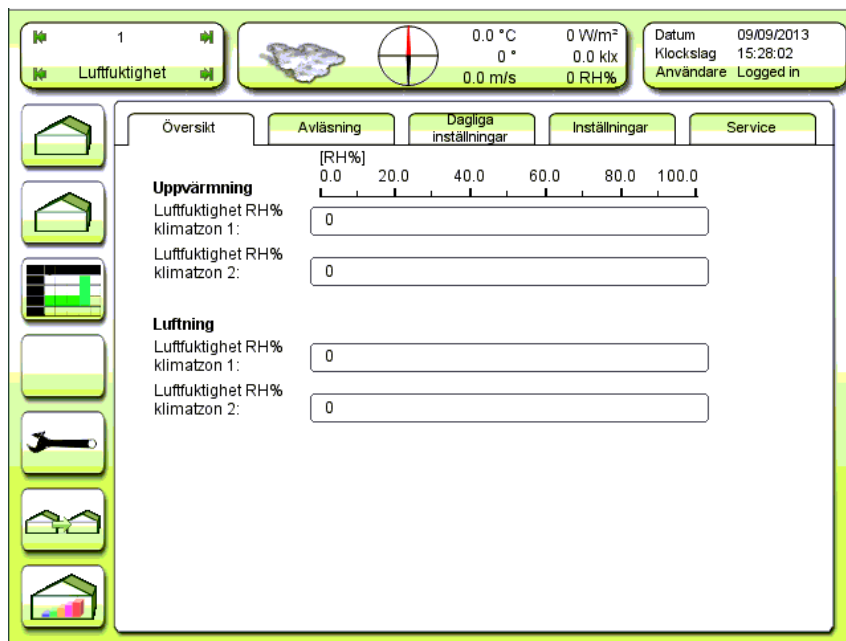 1
Luftfuktighet
0.0 °C 0 W/m²
0 ° 0.0 klx
0.0 m/s 0 RH%
Datum 09/09/2013
Klockslag 15:28:02
Användare Logged in
Översikt
Avläsning
Dagliga
inställningar
Inställningar
Service
[RH%]
0.0 20.0 40.0 60.0 80.0 100.0
Uppvärmning
Luftfuktighet RH%
klimatzon 1:
0
Luftfuktighet RH%
klimatzon 2:
0
Luftning
Luftfuktighet RH%
klimatzon 1:
0
Luftfuktighet RH%
klimatzon 2:
0